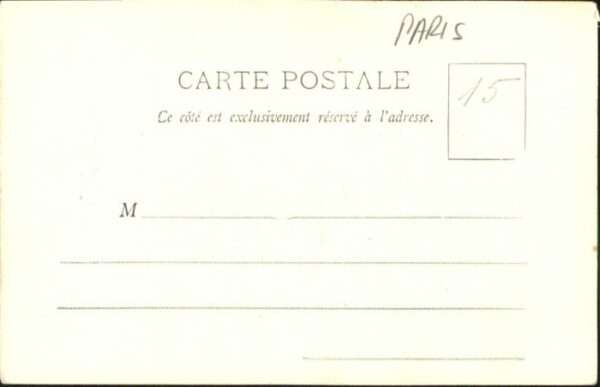 PARIS
CARTE POSTALE
15
Ce côté est exclusivement réservé à l'adresse.
M